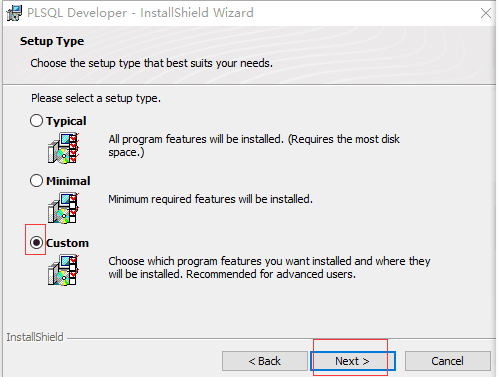 PLSQL Developer - InstallShield Wizard
Setup Type
Choose the setup type that best suits your needs.
Please select a setup type.
Typical
All program features will be installed. (Requires the most disk
space.)
Minimal
Minimum required features will be installed.
Custom
Choose which program features you want installed and where they
will be installed. Recommended for advanced users.
InstallShield
< Back
Next >
Cancel